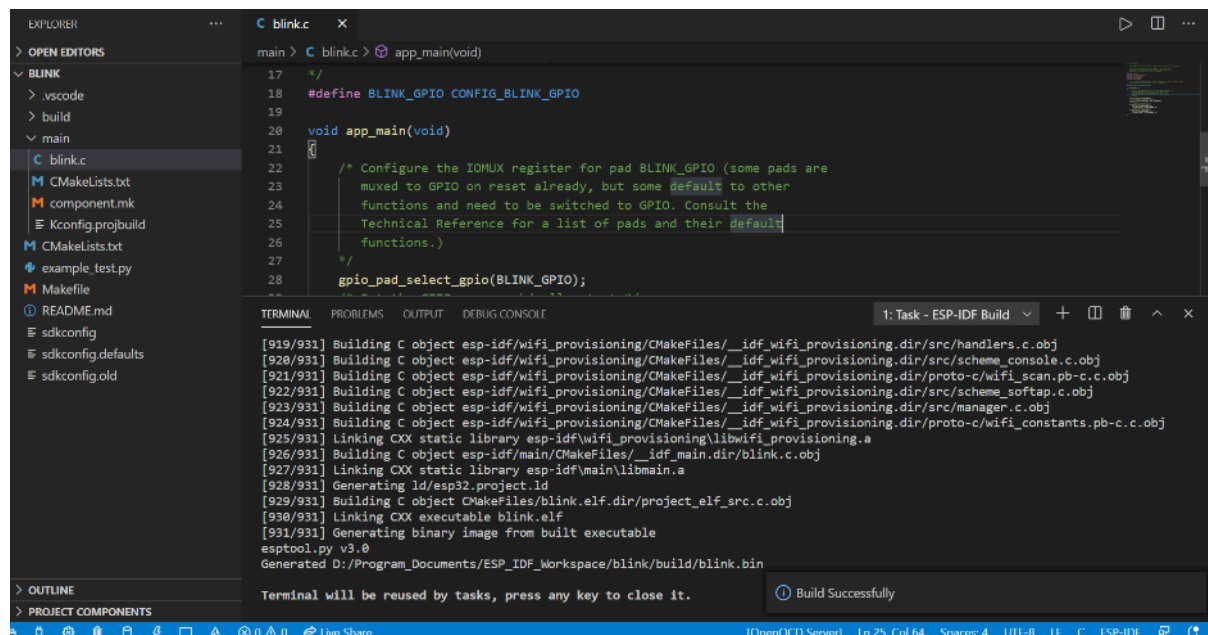 EXPLORER ···
OPEN EDITORS
BLINK
.vscode
build
main
C blink.c
M CMakeLists.txt
M component.mk
Kconfig.projbuild
M CMakeLists.txt
example_test.py
M Makefile
README.md
sdkconfig
sdkconfig.defaults
sdkconfig.old
OUTLINE
PROJECT COMPONENTS
C blink.c ×
main > C blink.c > app_main(void)
17 */
18 #define BLINK_GPIO CONFIG_BLINK_GPIO
19
20 void app_main(void)
21 {
22 /* Configure the IOMUX register for pad BLINK_GPIO (some pads are
23 muxed to GPIO on reset already, but some default to other
24 functions and need to be switched to GPIO. Consult the
25 Technical Reference for a list of pads and their default
26 functions.)
27 */
28 gpio_pad_select_gpio(BLINK_GPIO);
TERMINAL PROBLEMS OUTPUT DEBUG CONSOLE 1: Task - ESP-IDF Build
[919/931] Building C object esp-idf/wifi_provisioning/CMakeFiles/__idf_wifi_provisioning.dir/src/handlers.c.obj
[920/931] Building C object esp-idf/wifi_provisioning/CMakeFiles/__idf_wifi_provisioning.dir/src/scheme_console.c.obj
[921/931] Building C object esp-idf/wifi_provisioning/CMakeFiles/__idf_wifi_provisioning.dir/proto-c/wifi_scan.pb-c.c.obj
[922/931] Building C object esp-idf/wifi_provisioning/CMakeFiles/__idf_wifi_provisioning.dir/src/scheme_softap.c.obj
[923/931] Building C object esp-idf/wifi_provisioning/CMakeFiles/__idf_wifi_provisioning.dir/src/manager.c.obj
[924/931] Building C object esp-idf/wifi_provisioning/CMakeFiles/__idf_wifi_provisioning.dir/proto-c/wifi_constants.pb-c.c.obj
[925/931] Linking CXX static library esp-idf\wifi_provisioning\libwifi_provisioning.a
[926/931] Building C object esp-idf/main/CMakeFiles/__idf_main.dir/blink.c.obj
[927/931] Linking CXX static library esp-idf\main\libmain.a
[928/931] Generating ld/esp32.project.ld
[929/931] Building C object CMakeFiles/blink.elf.dir/project_elf_src.c.obj
[930/931] Linking CXX executable blink.elf
[931/931] Generating binary image from built executable
esptool.py v3.0
Generated D:/Program_Documents/ESP_IDF_Workspace/blink/build/blink.bin
Terminal will be reused by tasks, press any key to close it.
Build Successfully
0 0 Live Share [OpenOCD Server] Ln 25, Col 64 Spaces: 4 UTF-8 LF C ESP-IDF